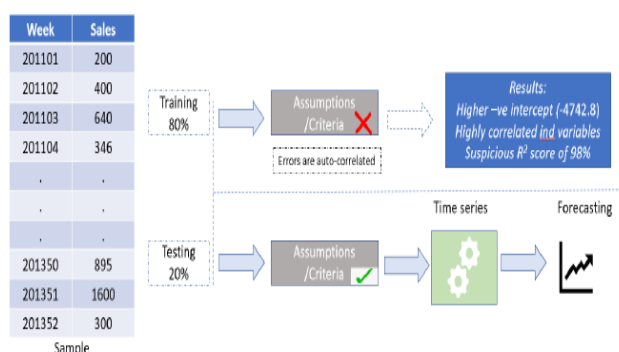 Week Sales
201101 200
201102 400
201103 640
201104 346
. .
. .
. .
201350 895
201351 1600
201352 300
Sample
Training
80%
Assumptions
/Criteria
Errors are auto-correlated
Results:
Higher –ve intercept (-4742.8)
Highly correlated ind variables
Suspicious R² score of 98%
Testing
20%
Assumptions
/Criteria
Time series
Forecasting